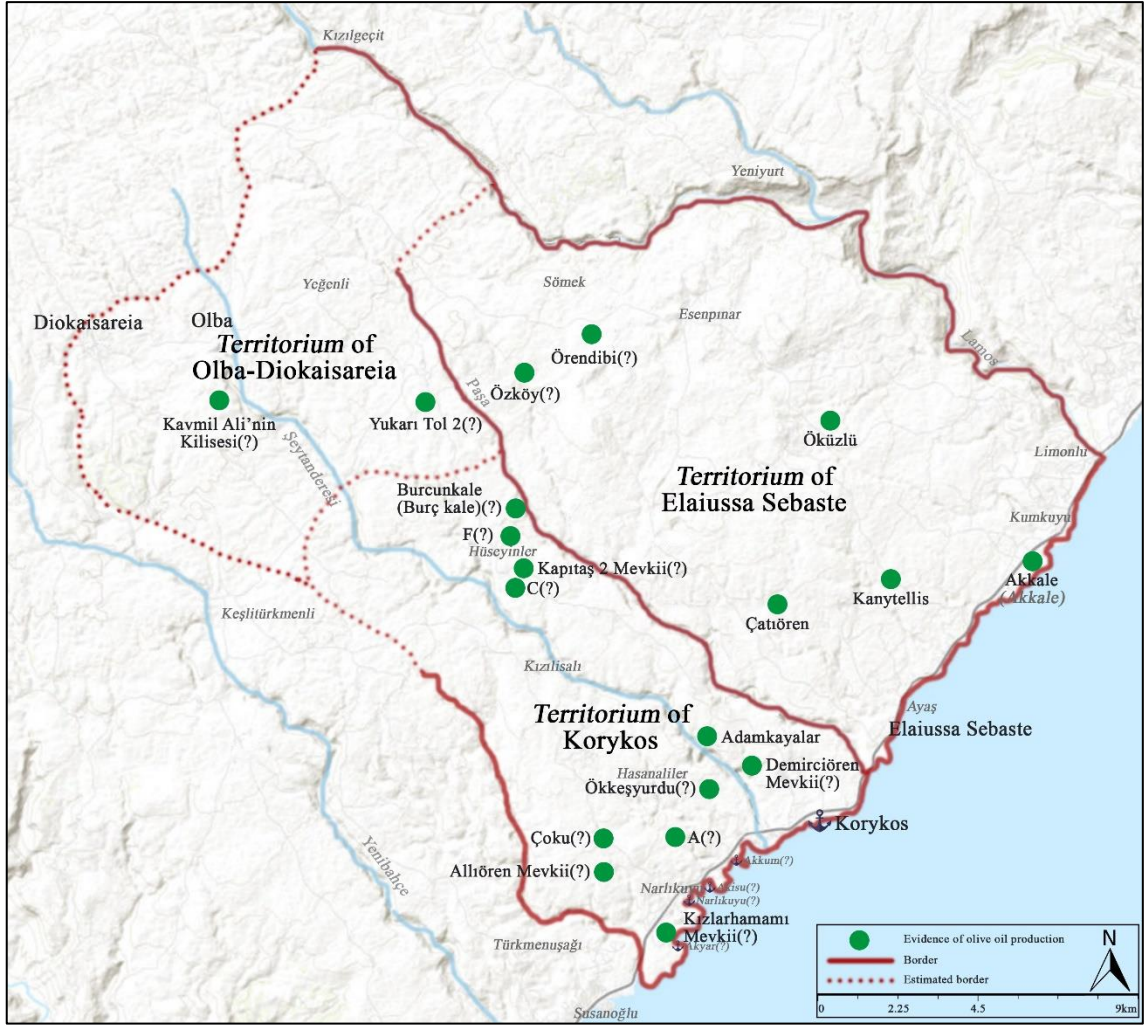 Kızılgeçit
Yeniyurt
Yeğenli
Sömek
Esenpınar
Diokaisareia
Olba
Territorium of
Olba-Diokaisareia
Örendibi(?)
Lamos
Özköy(?)
Paşa
Kavmil Ali'nin
Kilisesi(?)
Yukarı Tol 2(?)
Öküzlü
Şeytanderesi
Limonlu
Territorium of
Elaiussa Sebaste
Burcunkale
(Burç kale)(?)
Kumkuyu
F(?)
Hüseyinler
Kapıtaş 2 Mevkii(?)
C(?)
Akkale
(Akkale)
Kanytellis
Çatıören
Keşlitürkmenli
Kızılisalı
Ayaş
Elaiussa Sebaste
Territorium of
Korykos
Adamkayalar
Demirciören
Mevkii(?)
Hasanaliler
Ökkeşyurdu(?)
Korykos
Çoku(?)
A(?)
Yenibahçe
Akkum(?)
Allıören Mevkii(?)
Narlıkuyu
Akisu(?)
Narlıkuyu(?)
Kızlarhamamı
Mevkii(?)
Akyar(?)
Türkmenuşağı
Susanoğlu
Evidence of olive oil production
Border
Estimated border
N
0 2.25 4.5 9km